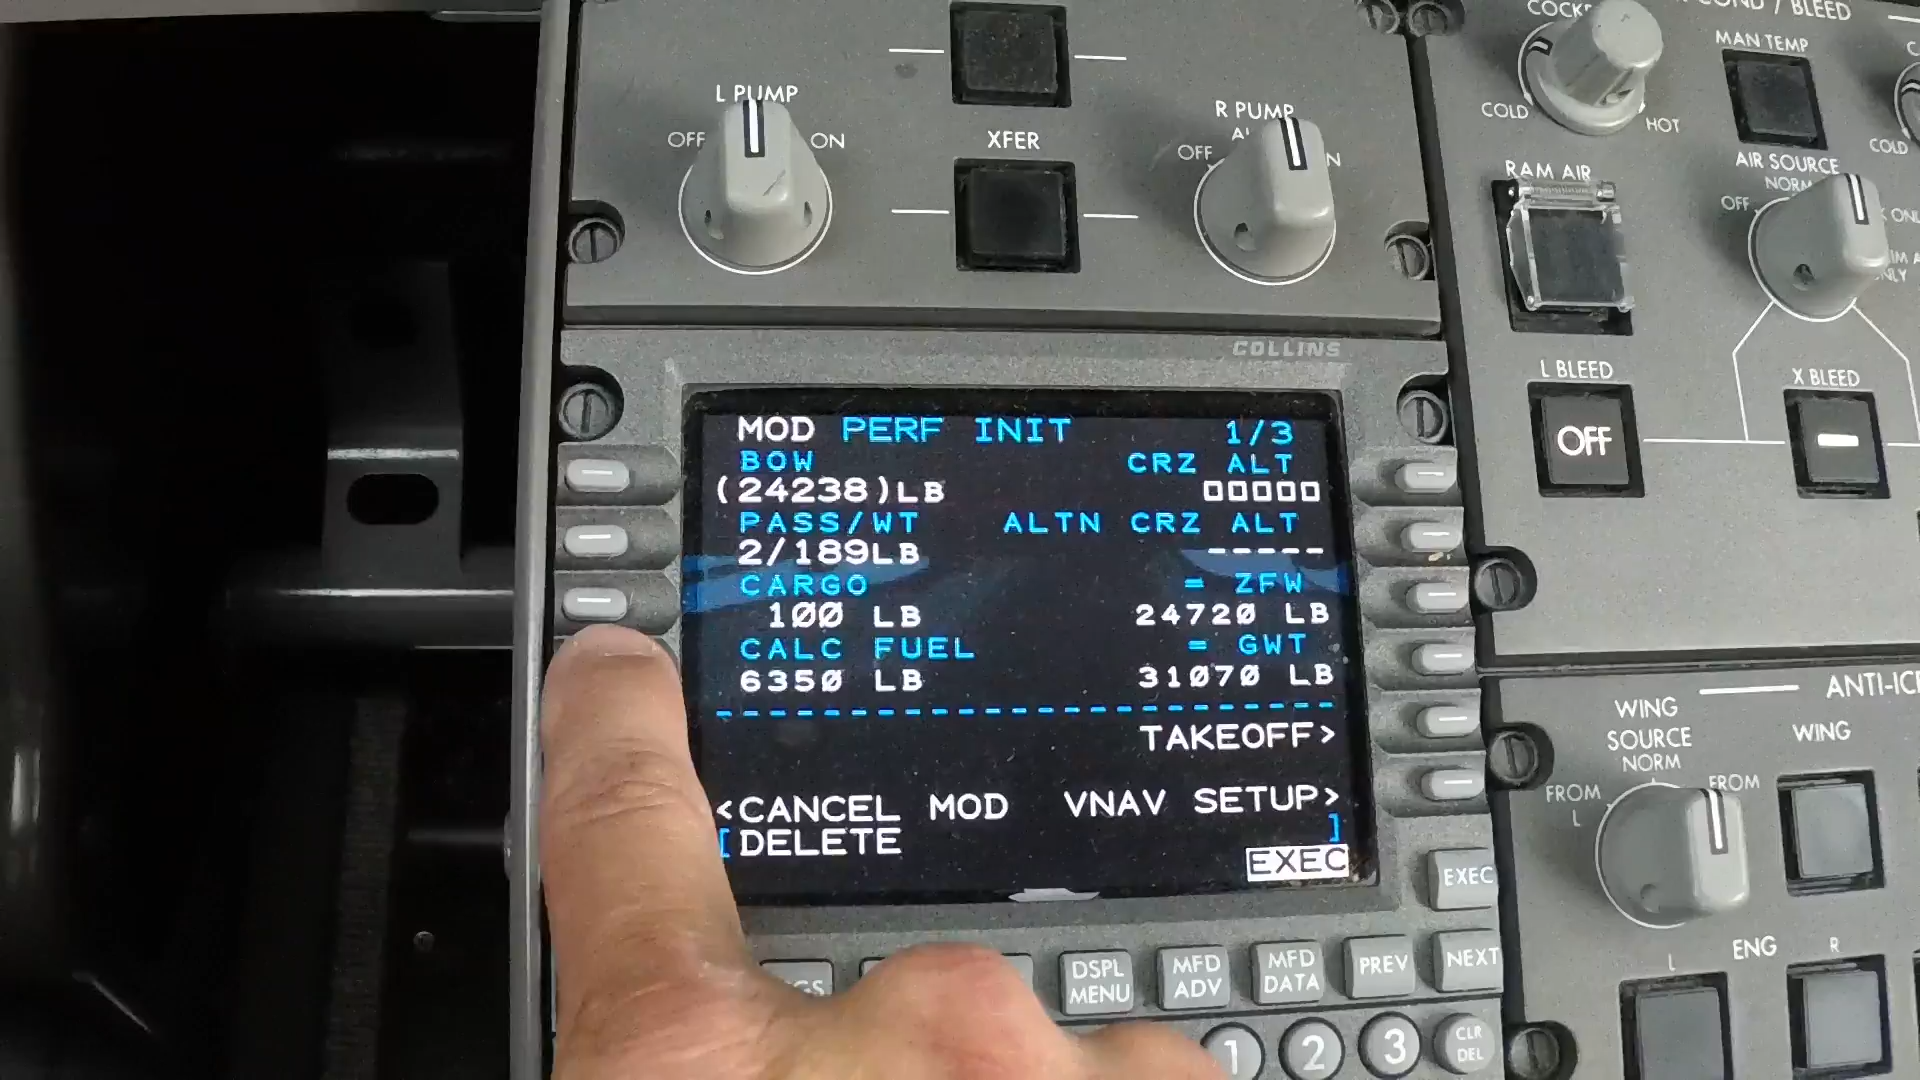 COND / BLEED
L PUMP
OFF
ON
XFER
R PUMP
OFF
COLD
HOT
MAN TEMP
COLD
RAM AIR
AIR SOURCE
NORM
OFF
L BLEED
OFF
X BLEED
COLLINS
MOD PERF INIT 1/3
BOW CRZ ALT
(24238)LB □□□□□
PASS/WT ALTN CRZ ALT
2/189LB -----
CARGO = ZFW
100 LB 24720 LB
CALC FUEL = GWT
6350 LB 31070 LB
------------------------
TAKEOFF>
<CANCEL MOD VNAV SETUP>
[DELETE ]
EXEC
EXEC
DSPL MENU
MFD ADV
MFD DATA
PREV
NEXT
1
2
3
CLR DEL
WING
SOURCE
NORM
FROM
L
FROM
WING
L
ENG
R